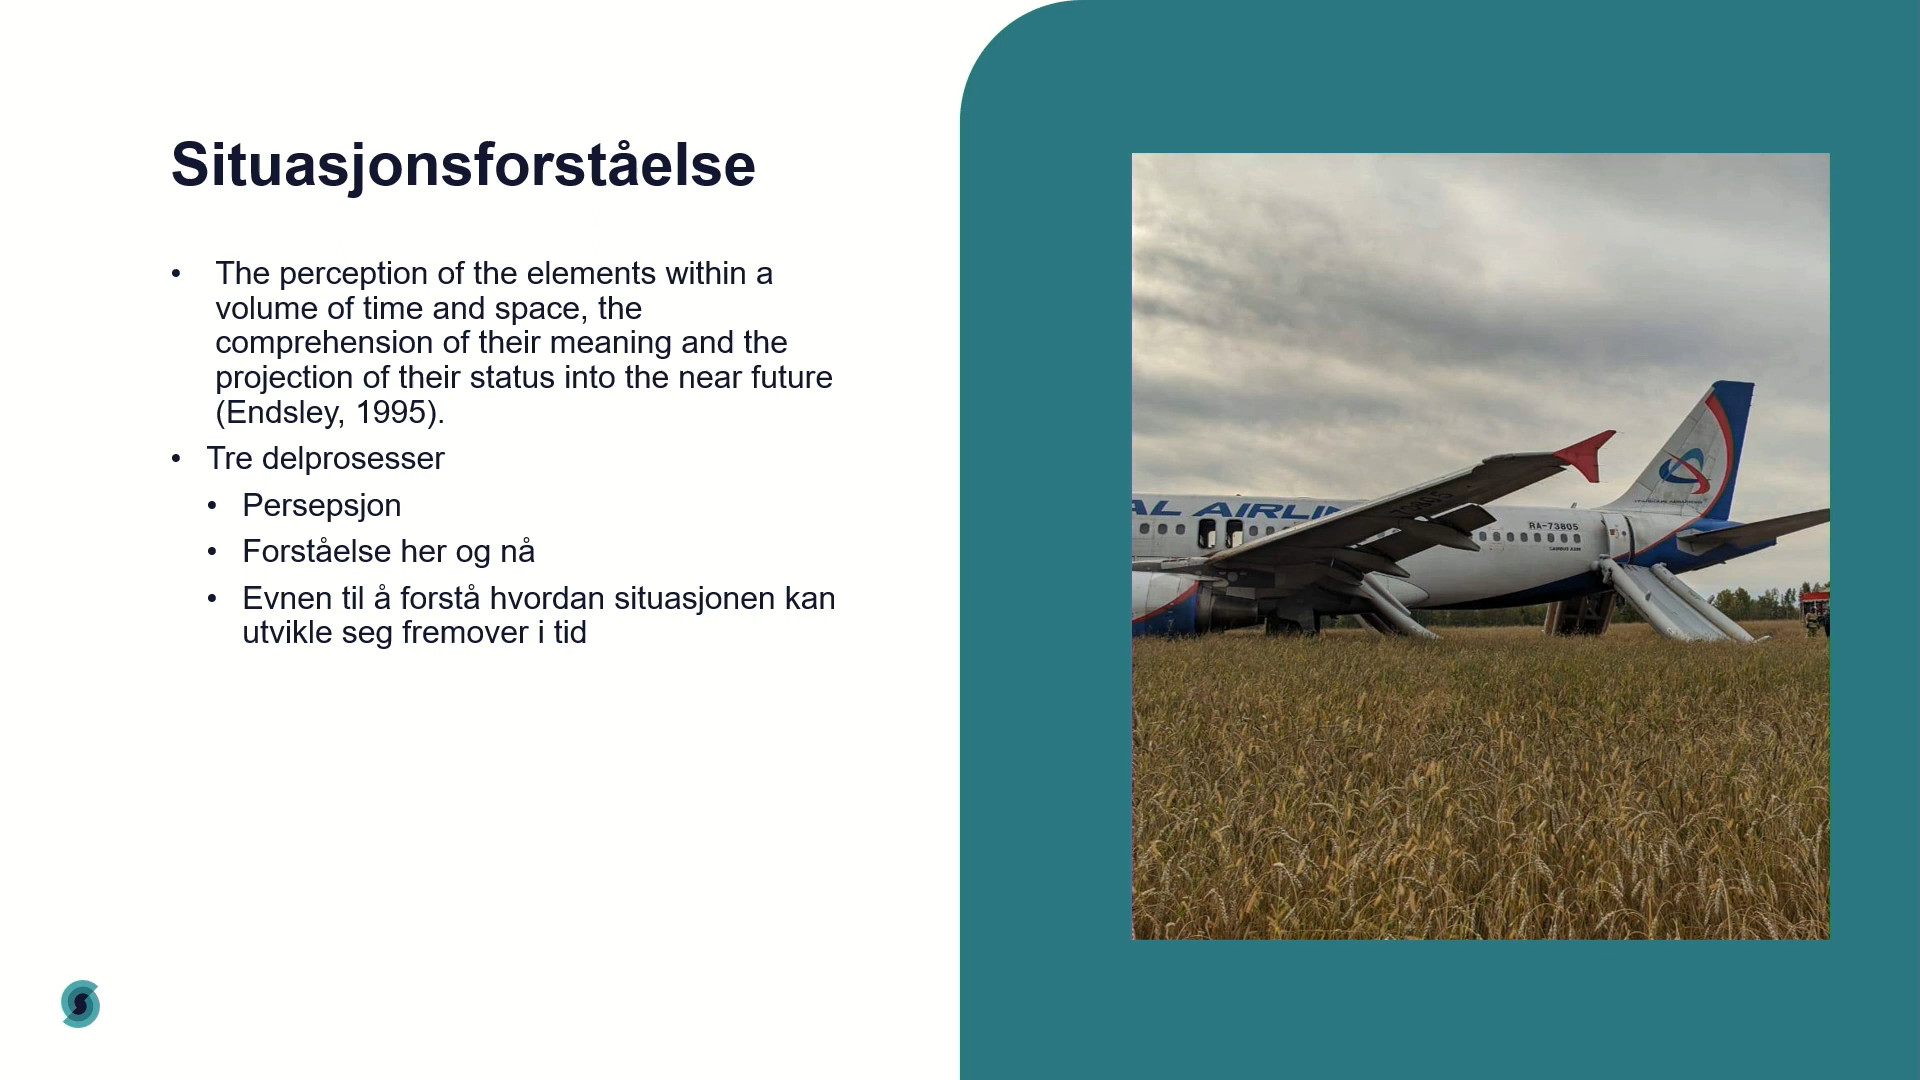 Situasjonsforståelse
• The perception of the elements within a
volume of time and space, the
comprehension of their meaning and the
projection of their status into the near future
(Endsley, 1995).
• Tre delprosesser
• Persepsjon
• Forståelse her og nå
• Evnen til å forstå hvordan situasjonen kan
utvikle seg fremover i tid
AL AIRLIN
73805
RA-73805